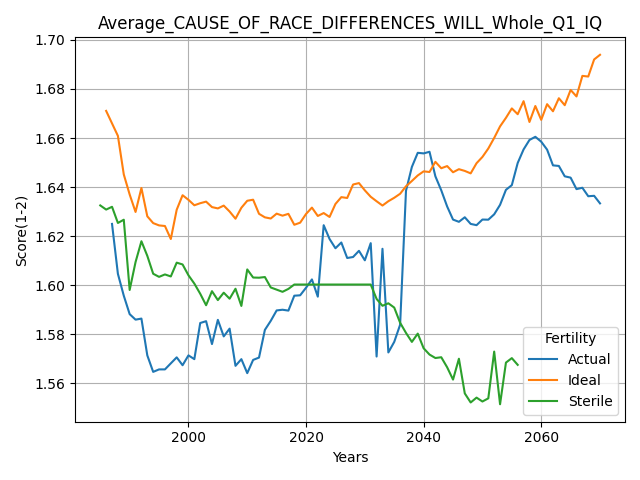 Average_CAUSE_OF_RACE_DIFFERENCES_WILL_Whole_Q1_IQ
1.70
1.68
1.66
1.64
1.62
1.60
1.58
1.56
Score(1-2)
2000
2020
2040
2060
Years
Fertility
Actual
Ideal
Sterile